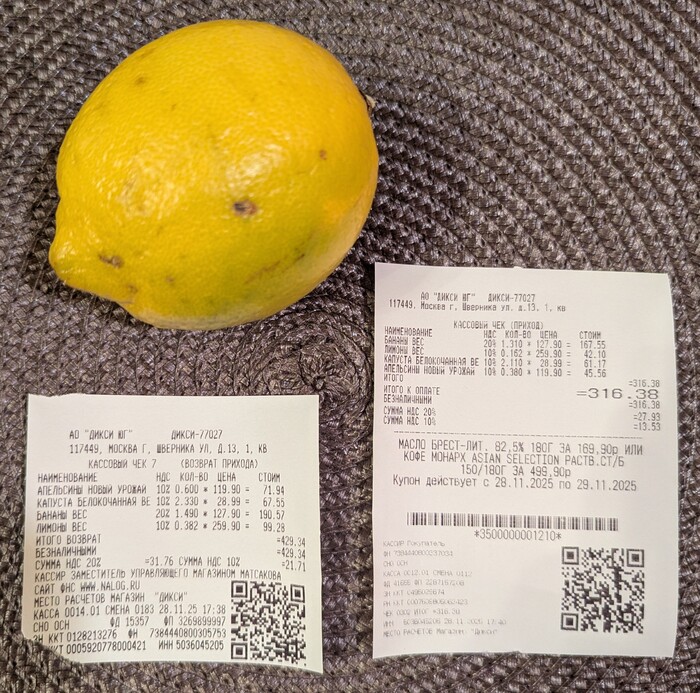 АО "ДИКСИ ЮГ" ДИКСИ-77027
117449, Москва г, Шверника ул, д.13, 1, кв
КАССОВЫЙ ЧЕК (ПРИХОД)
НАИМЕНОВАНИЕ НДС КОЛ-ВО ЦЕНА СТОИМ
БАНАНЫ ВЕС 20% 1.310 * 127.90 = 167.55
ЛИМОНЫ ВЕС 10% 0.162 * 259.90 = 42.10
КАПУСТА БЕЛОКОЧАННАЯ ВЕ 10% 2.110 * 28.99 = 61.17
АПЕЛЬСИНЫ НОВЫЙ УРОЖАЙ 10% 0.380 * 119.90 = 45.56
ИТОГО =316.38
ИТОГО К ОПЛАТЕ =316.38
БЕЗНАЛИЧНЫМИ =316.38
СУММА НДС 20% =27.93
СУММА НДС 10% =13.53
МАСЛО БРЕСТ-ЛИТ. 82,5% 180Г ЗА 169,90р ИЛИ
КОФЕ МОНАРХ ASIAN SELECTION РАСТВ.СТ/Б
150/180Г ЗА 499,90р
Купон действует с 28.11.2025 по 29.11.2025
*3500000001210*
КАССИР Покупатель
СНО ОСН
МЕСТО РАСЧЕТОВ Магазин "Дикси"
АО "ДИКСИ ЮГ" ДИКСИ-77027
117449, МОСКВА Г, ШВЕРНИКА УЛ, Д.13, 1, КВ
КАССОВЫЙ ЧЕК 7 (ВОЗВРАТ ПРИХОДА)
НАИМЕНОВАНИЕ НДС КОЛ-ВО ЦЕНА СТОИМ
АПЕЛЬСИНЫ НОВЫЙ УРОЖАЙ 10% 0.600 * 119.90 = 71.94
КАПУСТА БЕЛОКОЧАННАЯ ВЕ 10% 2.330 * 28.99 = 67.55
БАНАНЫ ВЕС 20% 1.490 * 127.90 = 190.57
ЛИМОНЫ ВЕС 10% 0.382 * 259.90 = 99.28
ИТОГО ВОЗВРАТ =429.34
БЕЗНАЛИЧНЫМИ =429.34
СУММА НДС 20% =31.76 СУММА НДС 10% =21.71
КАССИР ЗАМЕСТИТЕЛЬ УПРАВЛЯЮЩЕГО МАГАЗИНОМ МАТСАКОВА
САЙТ ФНС WWW.NALOG.RU
МЕСТО РАСЧЕТОВ МАГАЗИН "ДИКСИ"
КАССА 0014.01 СМЕНА 0183 28.11.25 17:38
СНО ОСН ФД 15357 ФП 3269899997
ЗН ККТ 0128213276 ФН 7384440800305753
ККТ 0005920778000421 ИНН 5036045205